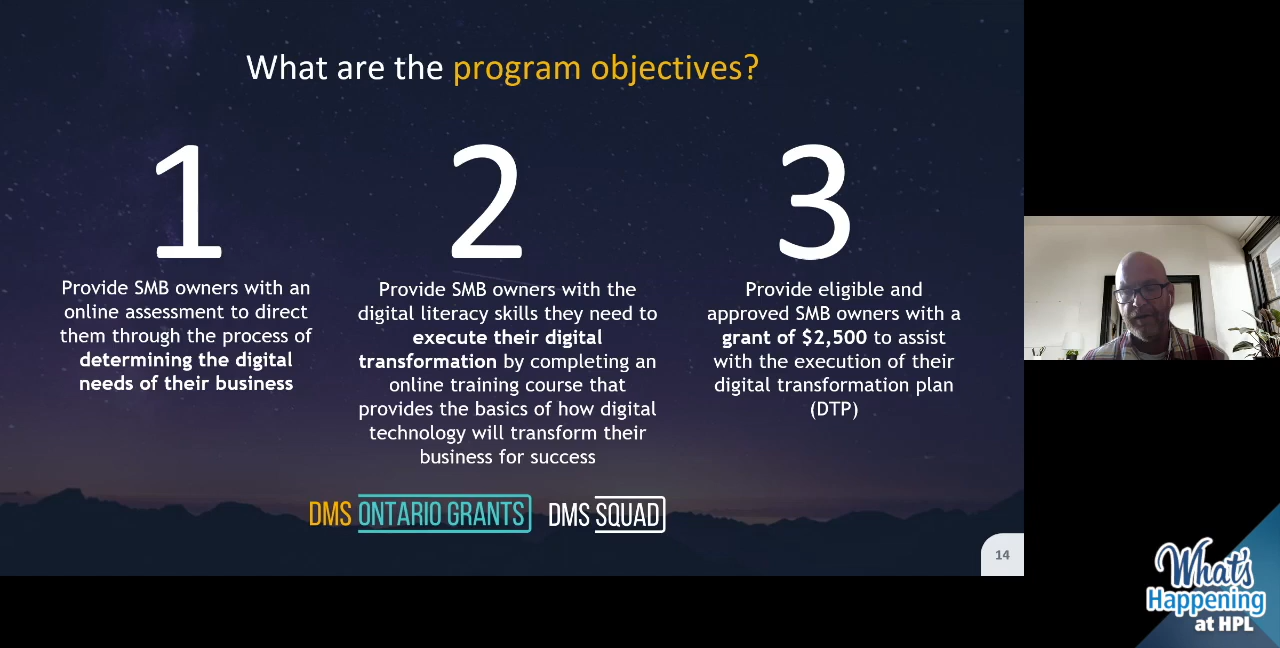 What are the program objectives?
1
Provide SMB owners with an
online assessment to direct
them through the process of
determining the digital
needs of their business
2
Provide SMB owners with the
digital literacy skills they need to
execute their digital
transformation by completing an
online training course that
provides the basics of how digital
technology will transform their
business for success
3
Provide eligible and
approved SMB owners with a
grant of $2,500 to assist
with the execution of their
digital transformation plan
(DTP)
DMS ONTARIO GRANTS DMS SQUAD
14
What's
Happening
at HPL